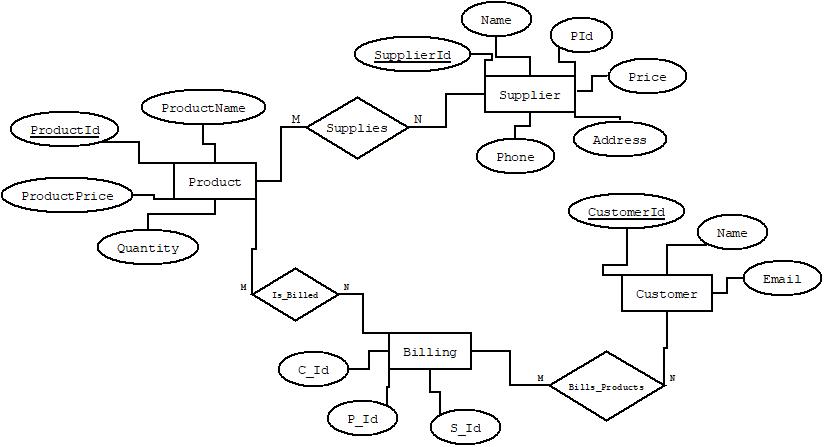 Name
PId
SupplierId
Price
Supplier
ProductName
M
N
Supplies
ProductId
Address
Phone
Product
ProductPrice
CustomerId
Name
Quantity
Email
M
Is_Billed
N
Customer
Billing
C_Id
M
Bills_Products
N
P_Id
S_Id